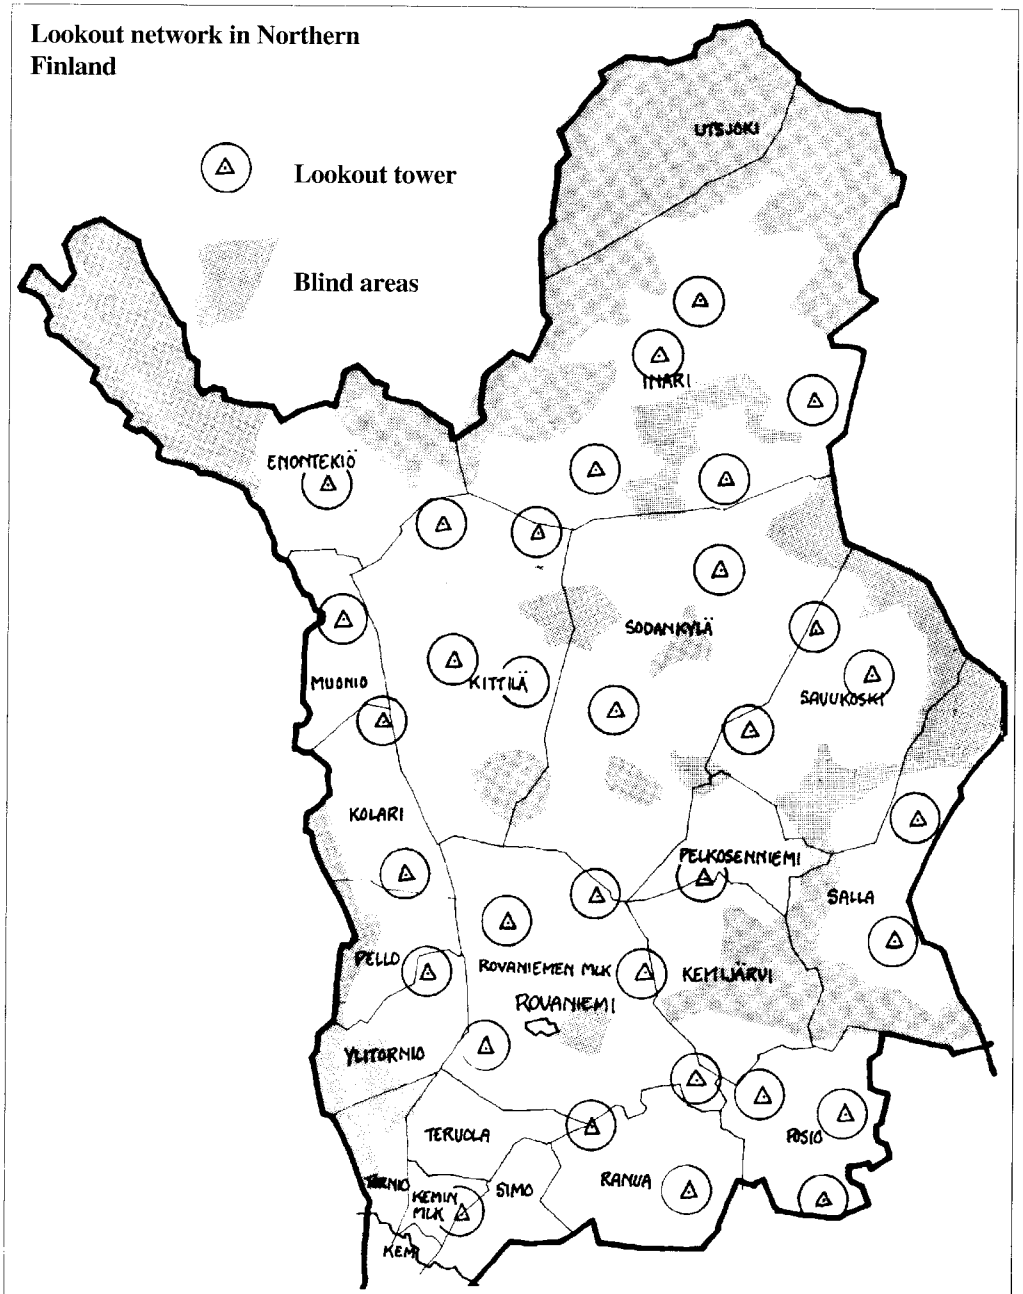 Lookout network in Northern
Finland
Lookout tower
Blind areas
UTSJOKI
INARI
ENONTEKIÖ
SODANKYLÄ
MUONIO
KITTILÄ
SAVUKOSKI
KOLARI
PELKOSENNIEMI
SALLA
PELLO
ROVANIEMEN MLK
KEMIJÄRVI
ROVANIEMI
YLITORNIO
TERVOLA
POSIO
TORNIO
KEMIN
MLK
SIMO
RANUA
KEMI